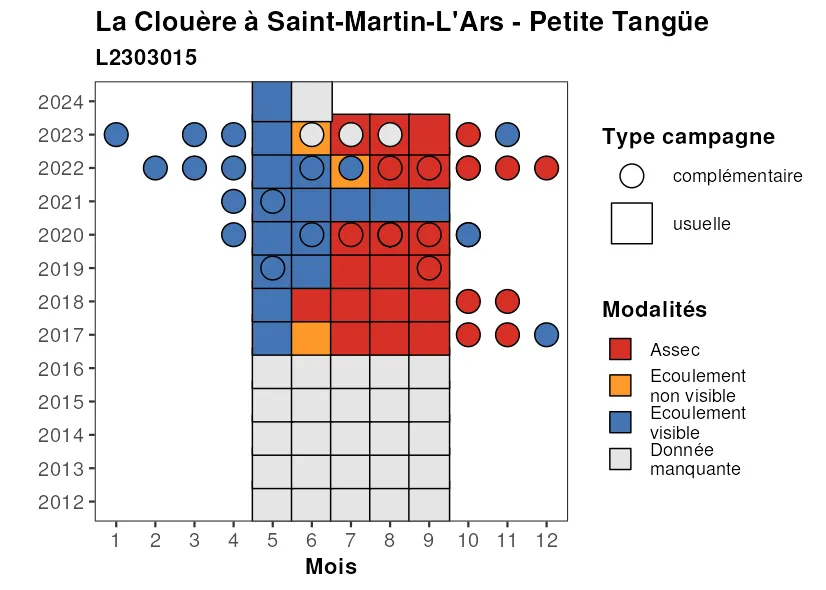 La Clouère à Saint-Martin-L'Ars - Petite Tangüe
L2303015
2024
2023
2022
2021
2020
2019
2018
2017
2016
2015
2014
2013
2012
1 2 3 4 5 6 7 8 9 10 11 12
Mois
Type campagne
complémentaire
usuelle
Modalités
Assec
Ecoulement
non visible
Ecoulement
visible
Donnée
manquante